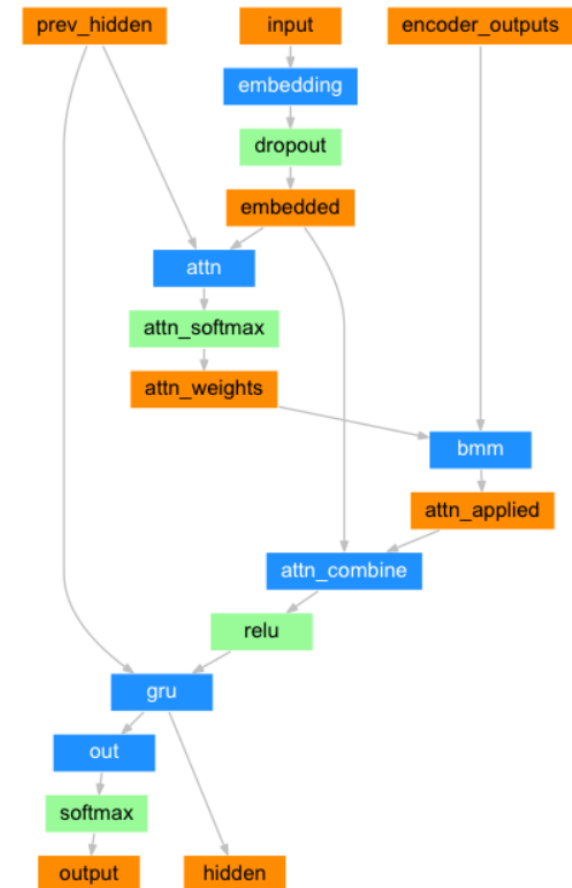 prev_hidden
input
encoder_outputs
embedding
dropout
embedded
attn
attn_softmax
attn_weights
bmm
attn_applied
attn_combine
relu
gru
out
softmax
output
hidden